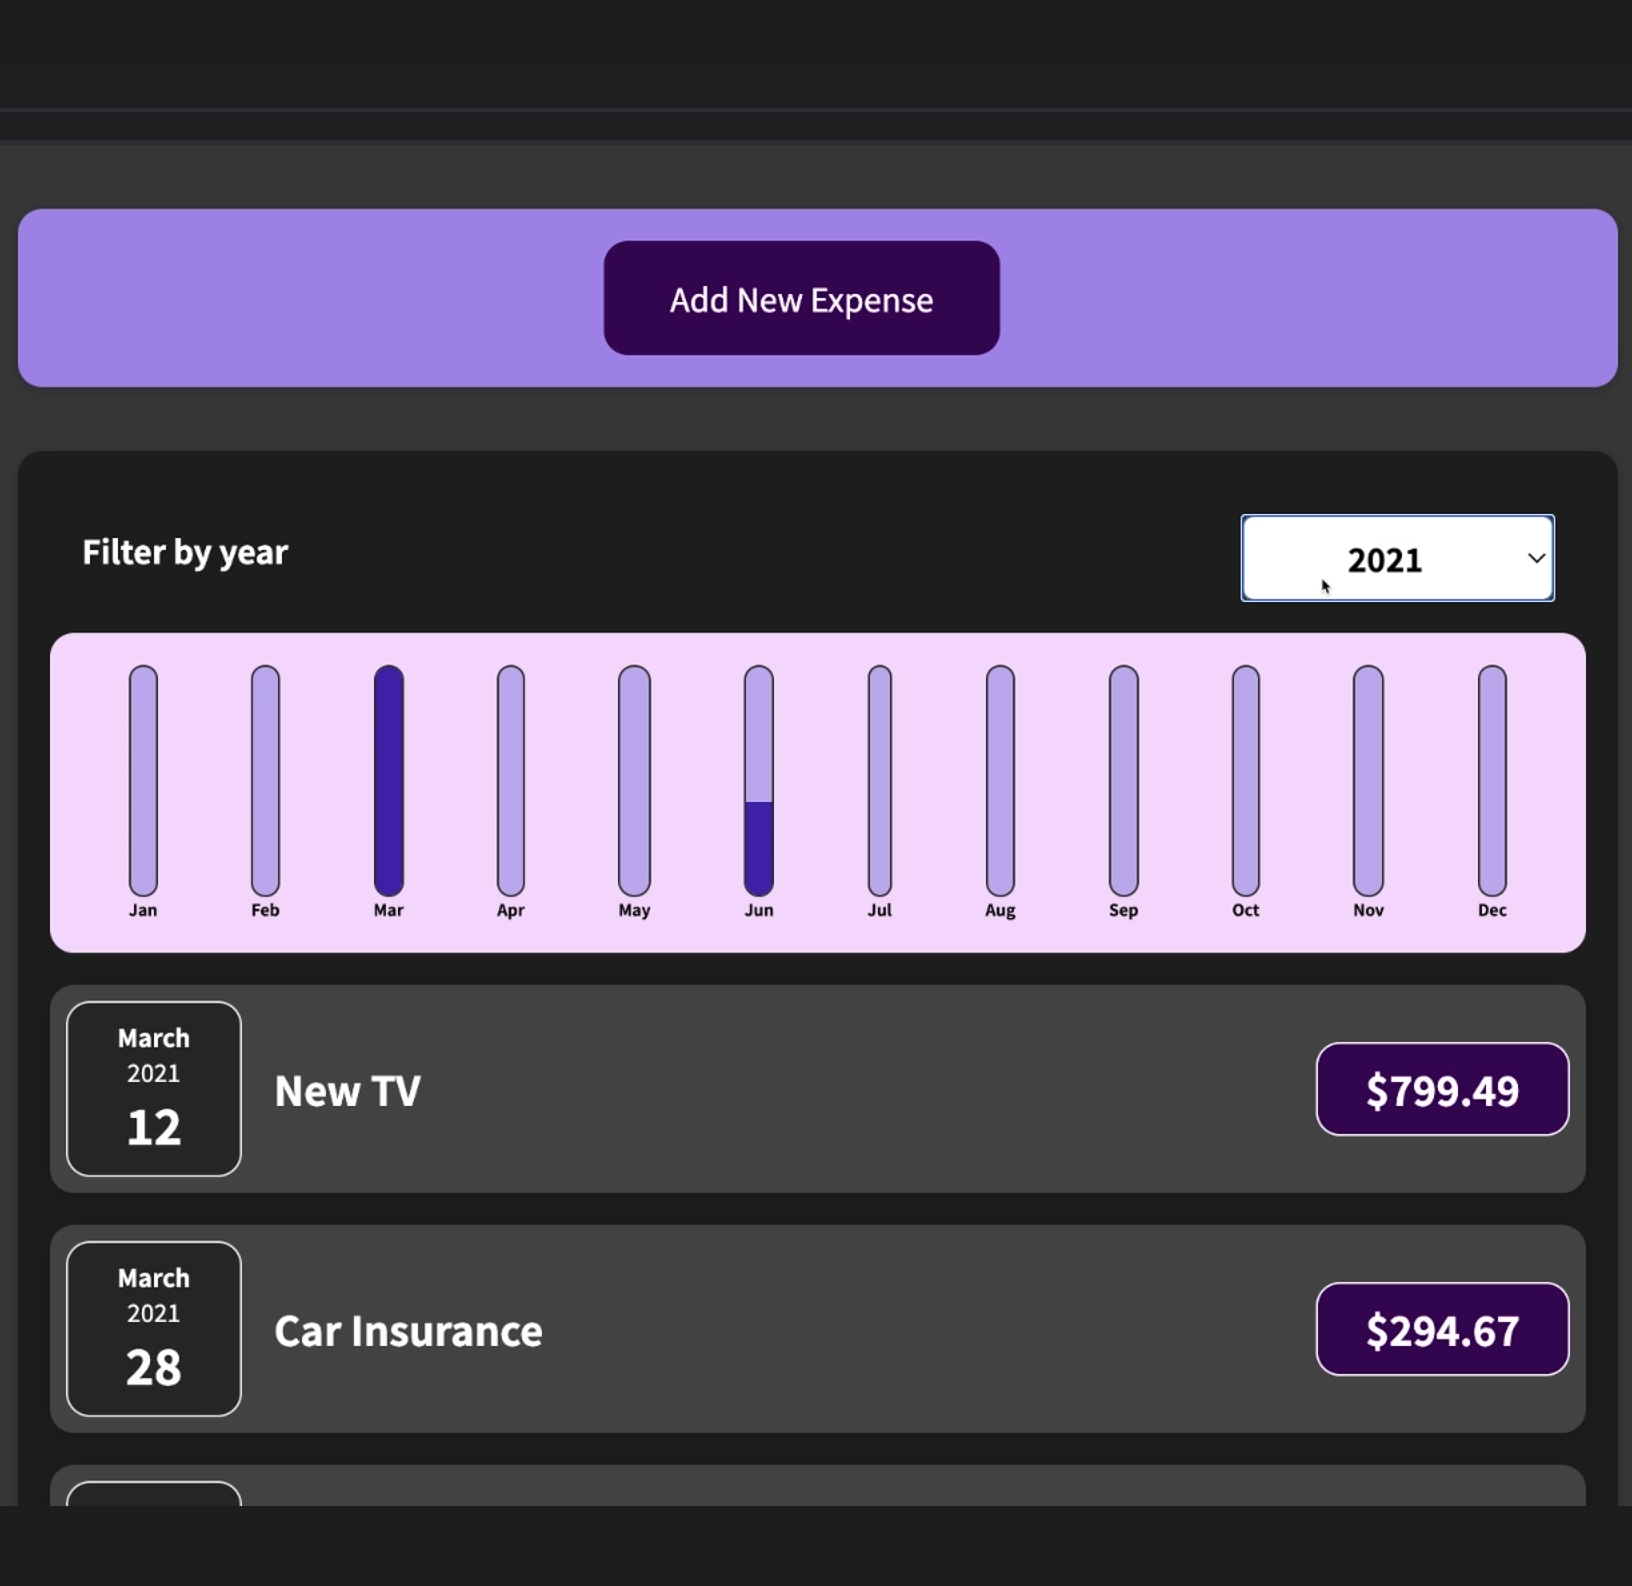 Add New Expense
Filter by year
2021
Jan Feb Mar Apr May Jun Jul Aug Sep Oct Nov Dec
March
2021
12
New TV
$799.49
March
2021
28
Car Insurance
$294.67